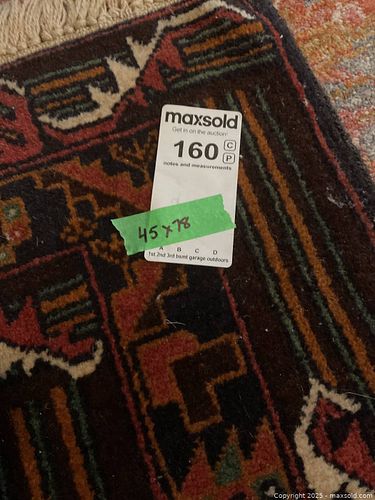 maxsold
Get in on the auction!
160 C P
notes and measurements
45 x 78
A B C D
1st 2nd 3rd bsmt garage outdoors
Copyright 2025 - maxsold.com